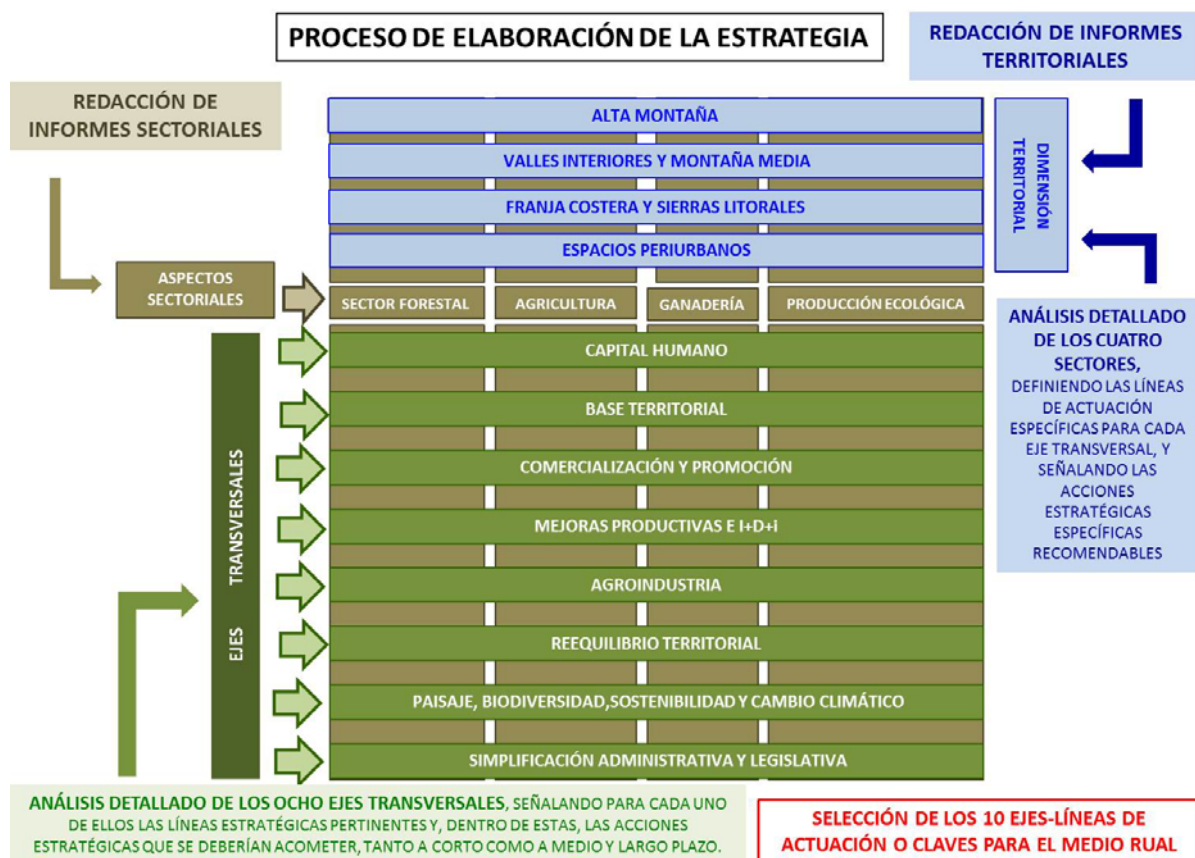 PROCESO DE ELABORACIÓN DE LA ESTRATEGIA
REDACCIÓN DE INFORMES
TERRITORIALES
REDACCIÓN DE
INFORMES SECTORIALES
ALTA MONTAÑA
VALLES INTERIORES Y MONTAÑA MEDIA
FRANJA COSTERA Y SIERRAS LITORALES
ESPACIOS PERIURBANOS
DIMENSIÓN
TERRITORIAL
ASPECTOS
SECTORIALES
SECTOR FORESTAL
AGRICULTURA
GANADERÍA
PRODUCCIÓN ECOLÓGICA
EJES TRANSVERSALES
CAPITAL HUMANO
BASE TERRITORIAL
COMERCIALIZACIÓN Y PROMOCIÓN
MEJORAS PRODUCTIVAS E I+D+i
AGROINDUSTRIA
REEQUILIBRIO TERRITORIAL
PAISAJE, BIODIVERSIDAD,SOSTENIBILIDAD Y CAMBIO CLIMÁTICO
SIMPLIFICACIÓN ADMINISTRATIVA Y LEGISLATIVA
ANÁLISIS DETALLADO
DE LOS CUATRO
SECTORES,
DEFINIENDO LAS LÍNEAS
DE ACTUACIÓN
ESPECÍFICAS PARA CADA
EJE TRANSVERSAL, Y
SEÑALANDO LAS
ACCIONES
ESTRATÉGICAS
ESPECÍFICAS
RECOMENDABLES
ANÁLISIS DETALLADO DE LOS OCHO EJES TRANSVERSALES, SEÑALANDO PARA CADA UNO
DE ELLOS LAS LÍNEAS ESTRATÉGICAS PERTINENTES Y, DENTRO DE ESTAS, LAS ACCIONES
ESTRATÉGICAS QUE SE DEBERÍAN ACOMETER, TANTO A CORTO COMO A MEDIO Y LARGO PLAZO.
SELECCIÓN DE LOS 10 EJES-LÍNEAS DE
ACTUACIÓN O CLAVES PARA EL MEDIO RUAL